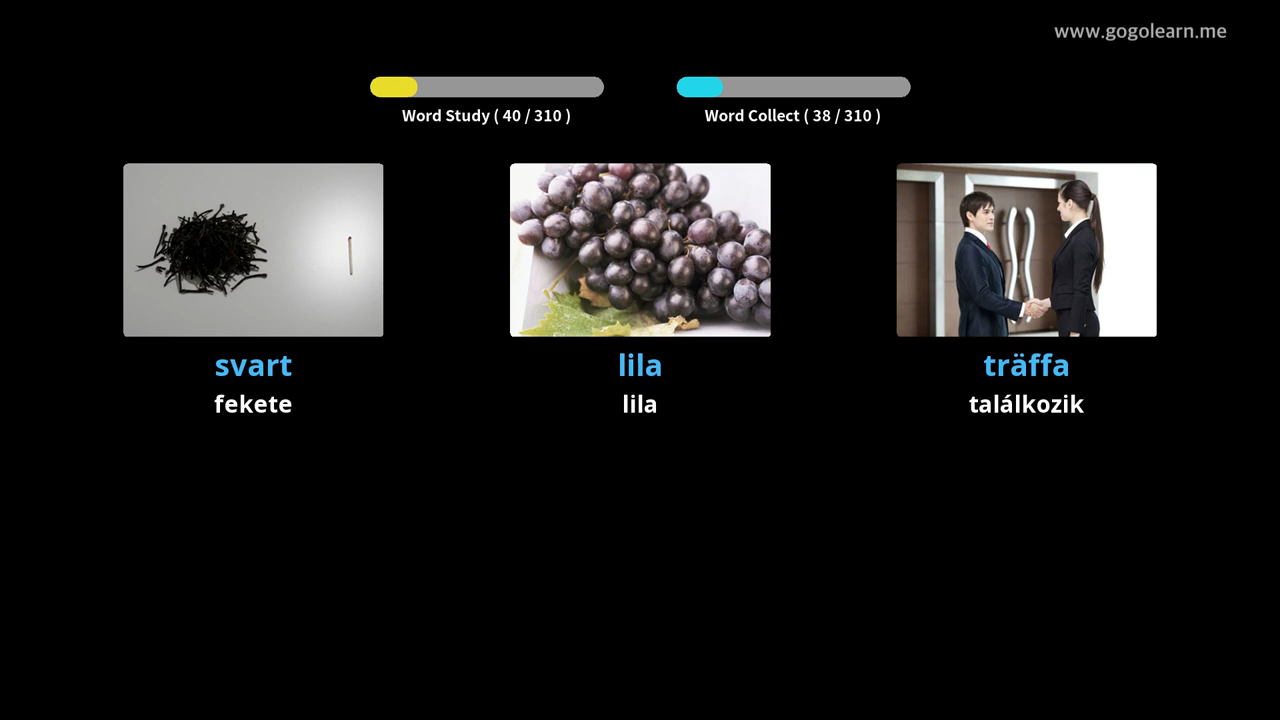 www.gogolearn.me
Word Study ( 40 / 310 )
Word Collect ( 38 / 310 )
svart
fekete
lila
lila
träffa
találkozik